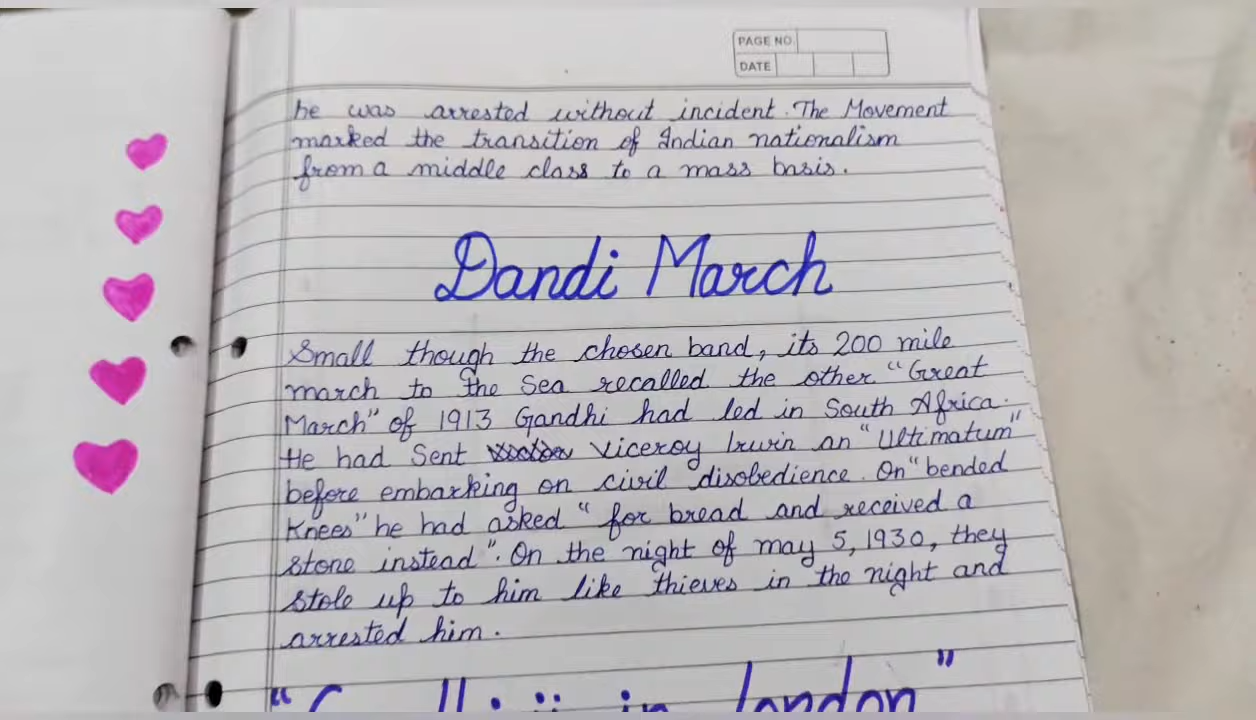 PAGE NO.
DATE
he was arrested without incident. The Movement
marked the transition of Indian nationalism
from a middle class to a mass basis.
Dandi March
Small though the chosen band, its 200 mile
march to the Sea recalled the other "Great
March" of 1913 Gandhi had led in South Africa.
He had Sent Viceroy Irwin an "Ultimatum"
before embarking on civil disobedience. On "bended
Knees" he had asked "for bread and received a
stone instead". On the night of may 5, 1930, they
stole up to him like thieves in the night and
arrested him.
" in london"